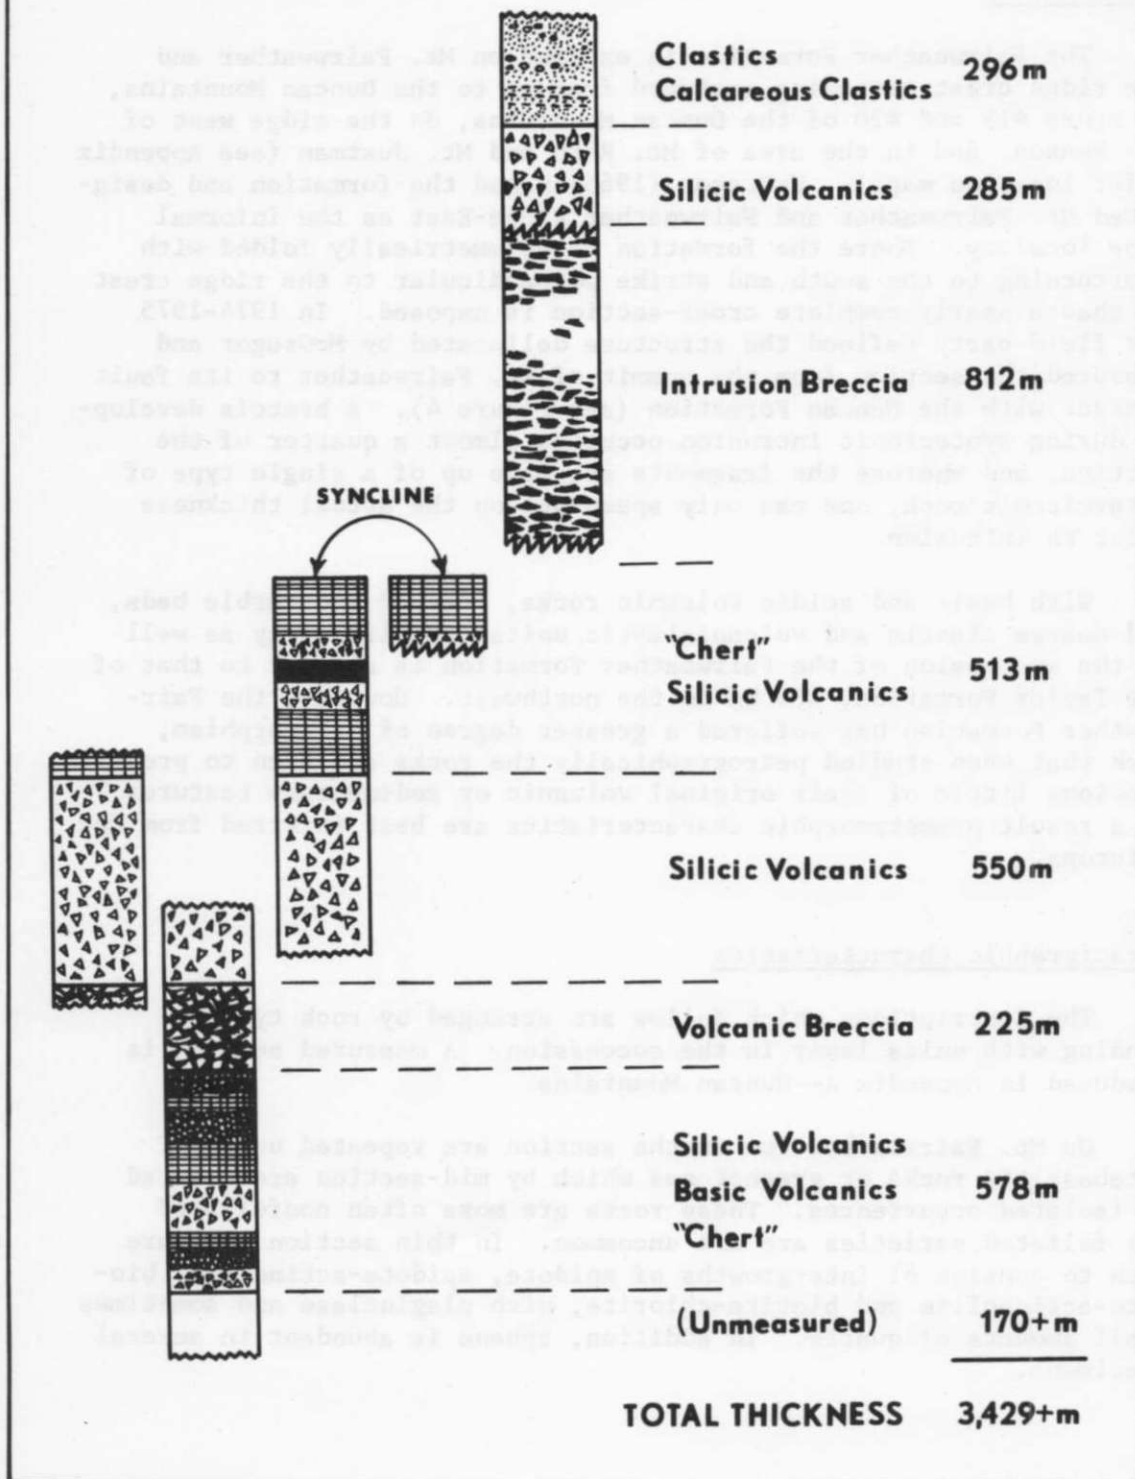 Clastics
Calcareous Clastics 296m
Silicic Volcanics 285m
Intrusion Breccia 812m
SYNCLINE
"Chert"
Silicic Volcanics 513m
Silicic Volcanics 550m
Volcanic Breccia 225m
Silicic Volcanics
Basic Volcanics 578m
"Chert"
(Unmeasured) 170+m
TOTAL THICKNESS 3,429+m